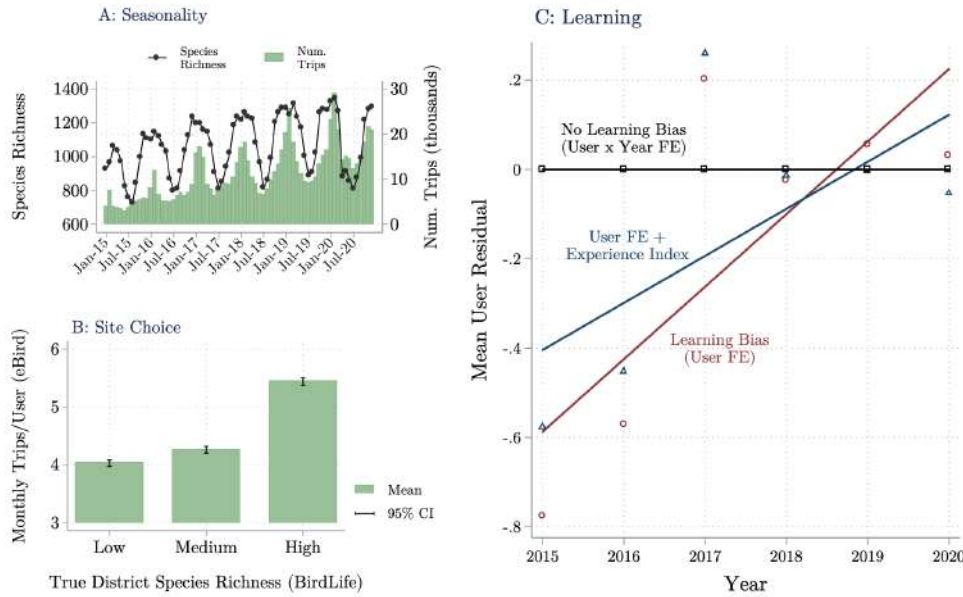 A: Seasonality
Species
Richness
Num.
Trips
Species Richness
1400
1200
1000
800
600
Num. Trips (thousands)
30
20
10
0
Jan-15
Jul-15
Jan-16
Jul-16
Jan-17
Jul-17
Jan-18
Jul-18
Jan-19
Jul-19
Jan-20
Jul-20
B: Site Choice
Monthly Trips/User (eBird)
6
5
4
3
Low
Medium
High
Mean
95% CI
True District Species Richness (BirdLife)
C: Learning
Mean User Residual
.2
0
-.2
-.4
-.6
-.8
No Learning Bias
(User x Year FE)
User FE +
Experience Index
Learning Bias
(User FE)
2015
2016
2017
2018
2019
2020
Year